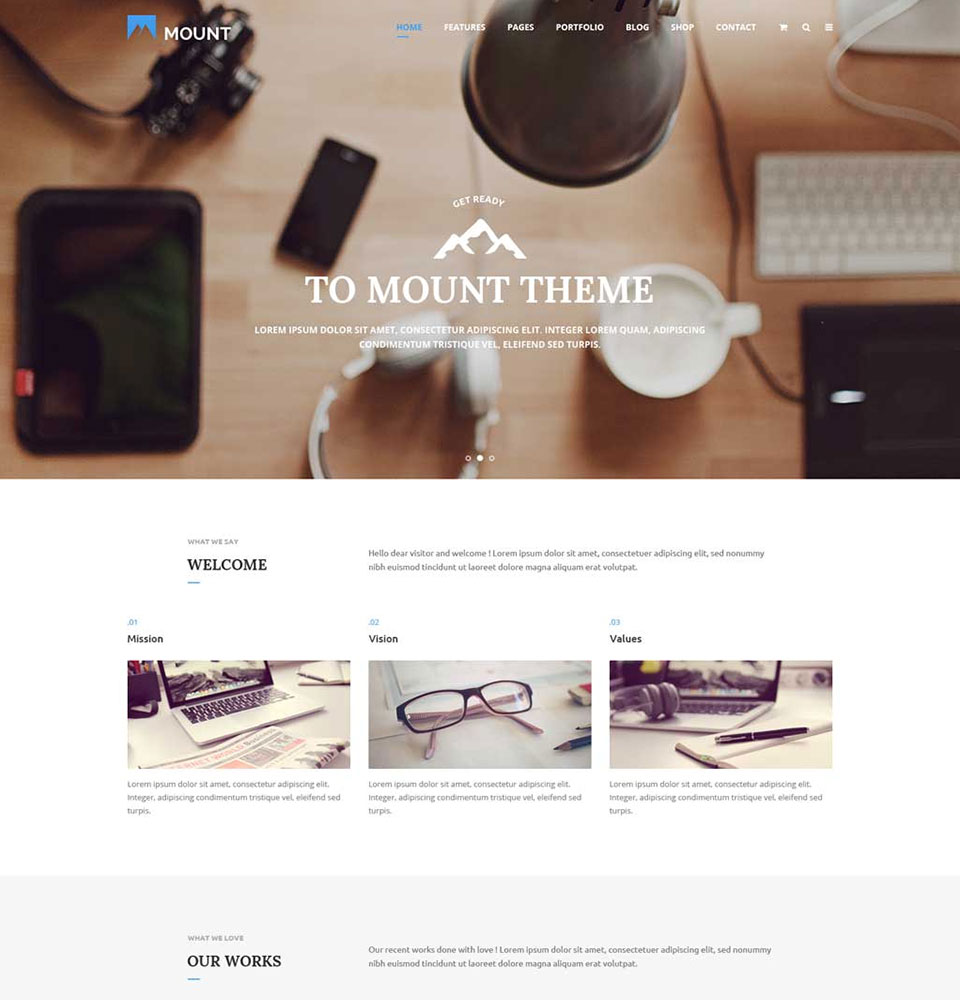 MOUNT
HOME FEATURES PAGES PORTFOLIO BLOG SHOP CONTACT
GET READY
TO MOUNT THEME
LOREM IPSUM DOLOR SIT AMET, CONSECTETUR ADIPISCING ELIT. INTEGER LOREM QUAM, ADIPISCING
CONDIMENTUM TRISTIQUE VEL, ELEIFEND SED TURPIS.
WHAT WE SAY
WELCOME
Hello dear visitor and welcome ! Lorem ipsum dolor sit amet, consectetuer adipiscing elit, sed nonummy
nibh euismod tincidunt ut laoreet dolore magna aliquam erat volutpat.
.01
Mission
Lorem ipsum dolor sit amet, consectetur adipiscing elit.
Integer, adipiscing condimentum tristique vel, eleifend sed
turpis.
.02
Vision
Lorem ipsum dolor sit amet, consectetur adipiscing elit.
Integer, adipiscing condimentum tristique vel, eleifend sed
turpis.
.03
Values
Lorem ipsum dolor sit amet, consectetur adipiscing elit.
Integer, adipiscing condimentum tristique vel, eleifend sed
turpis.
WHAT WE LOVE
OUR WORKS
Our recent works done with love ! Lorem ipsum dolor sit amet, consectetuer adipiscing elit, sed nonummy
nibh euismod tincidunt ut laoreet dolore magna aliquam erat volutpat.